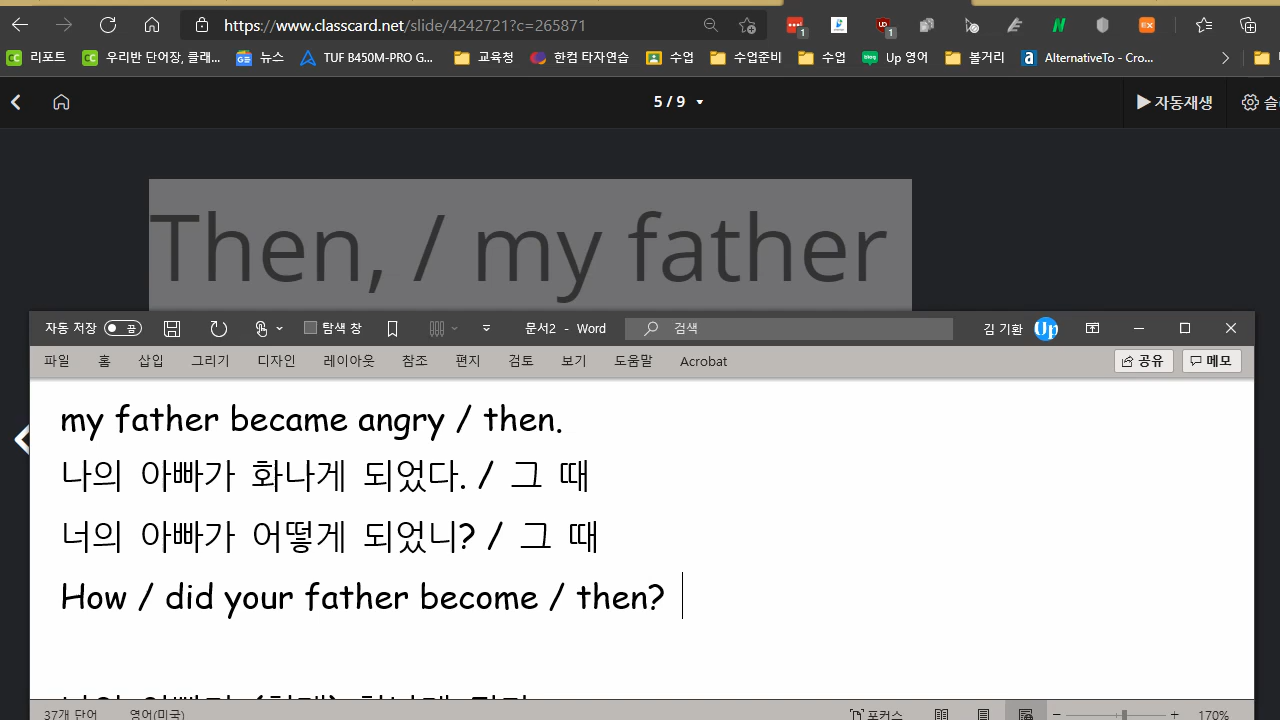 https://www.classcard.net/slide/4242721?c=265871
리포트 우리반 단어장, 클래... 뉴스 TUF B450M-PRO G... 교육청 한컴 타자연습 수업 수업준비 수업 Up 영어 볼거리 AlternativeTo - Cro...
5 / 9 자동재생
Then, / my father
자동 저장 끔 탐색 창 문서2 - Word 검색 김 기환 Up
파일 홈 삽입 그리기 디자인 레이아웃 참조 편지 검토 보기 도움말 Acrobat 공유 메모
my father became angry / then.
나의 아빠가 화나게 되었다. / 그 때
너의 아빠가 어떻게 되었니? / 그 때
How / did your father become / then?
37개 단어 영어(미국) 포커스 170%